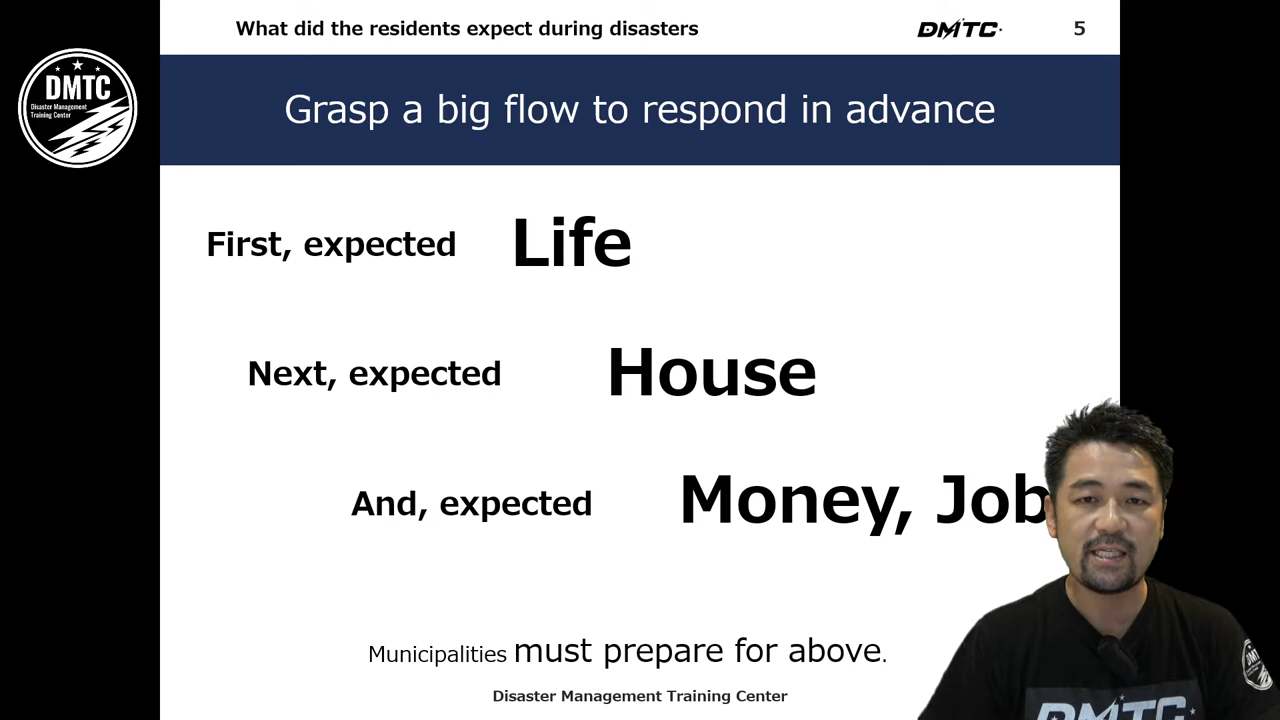 What did the residents expect during disasters
DMTC
5
DMTC
Disaster Management
Training Center
Grasp a big flow to respond in advance
First, expected Life
Next, expected House
And, expected Money, Job
Municipalities must prepare for above.
Disaster Management Training Center
DMTC